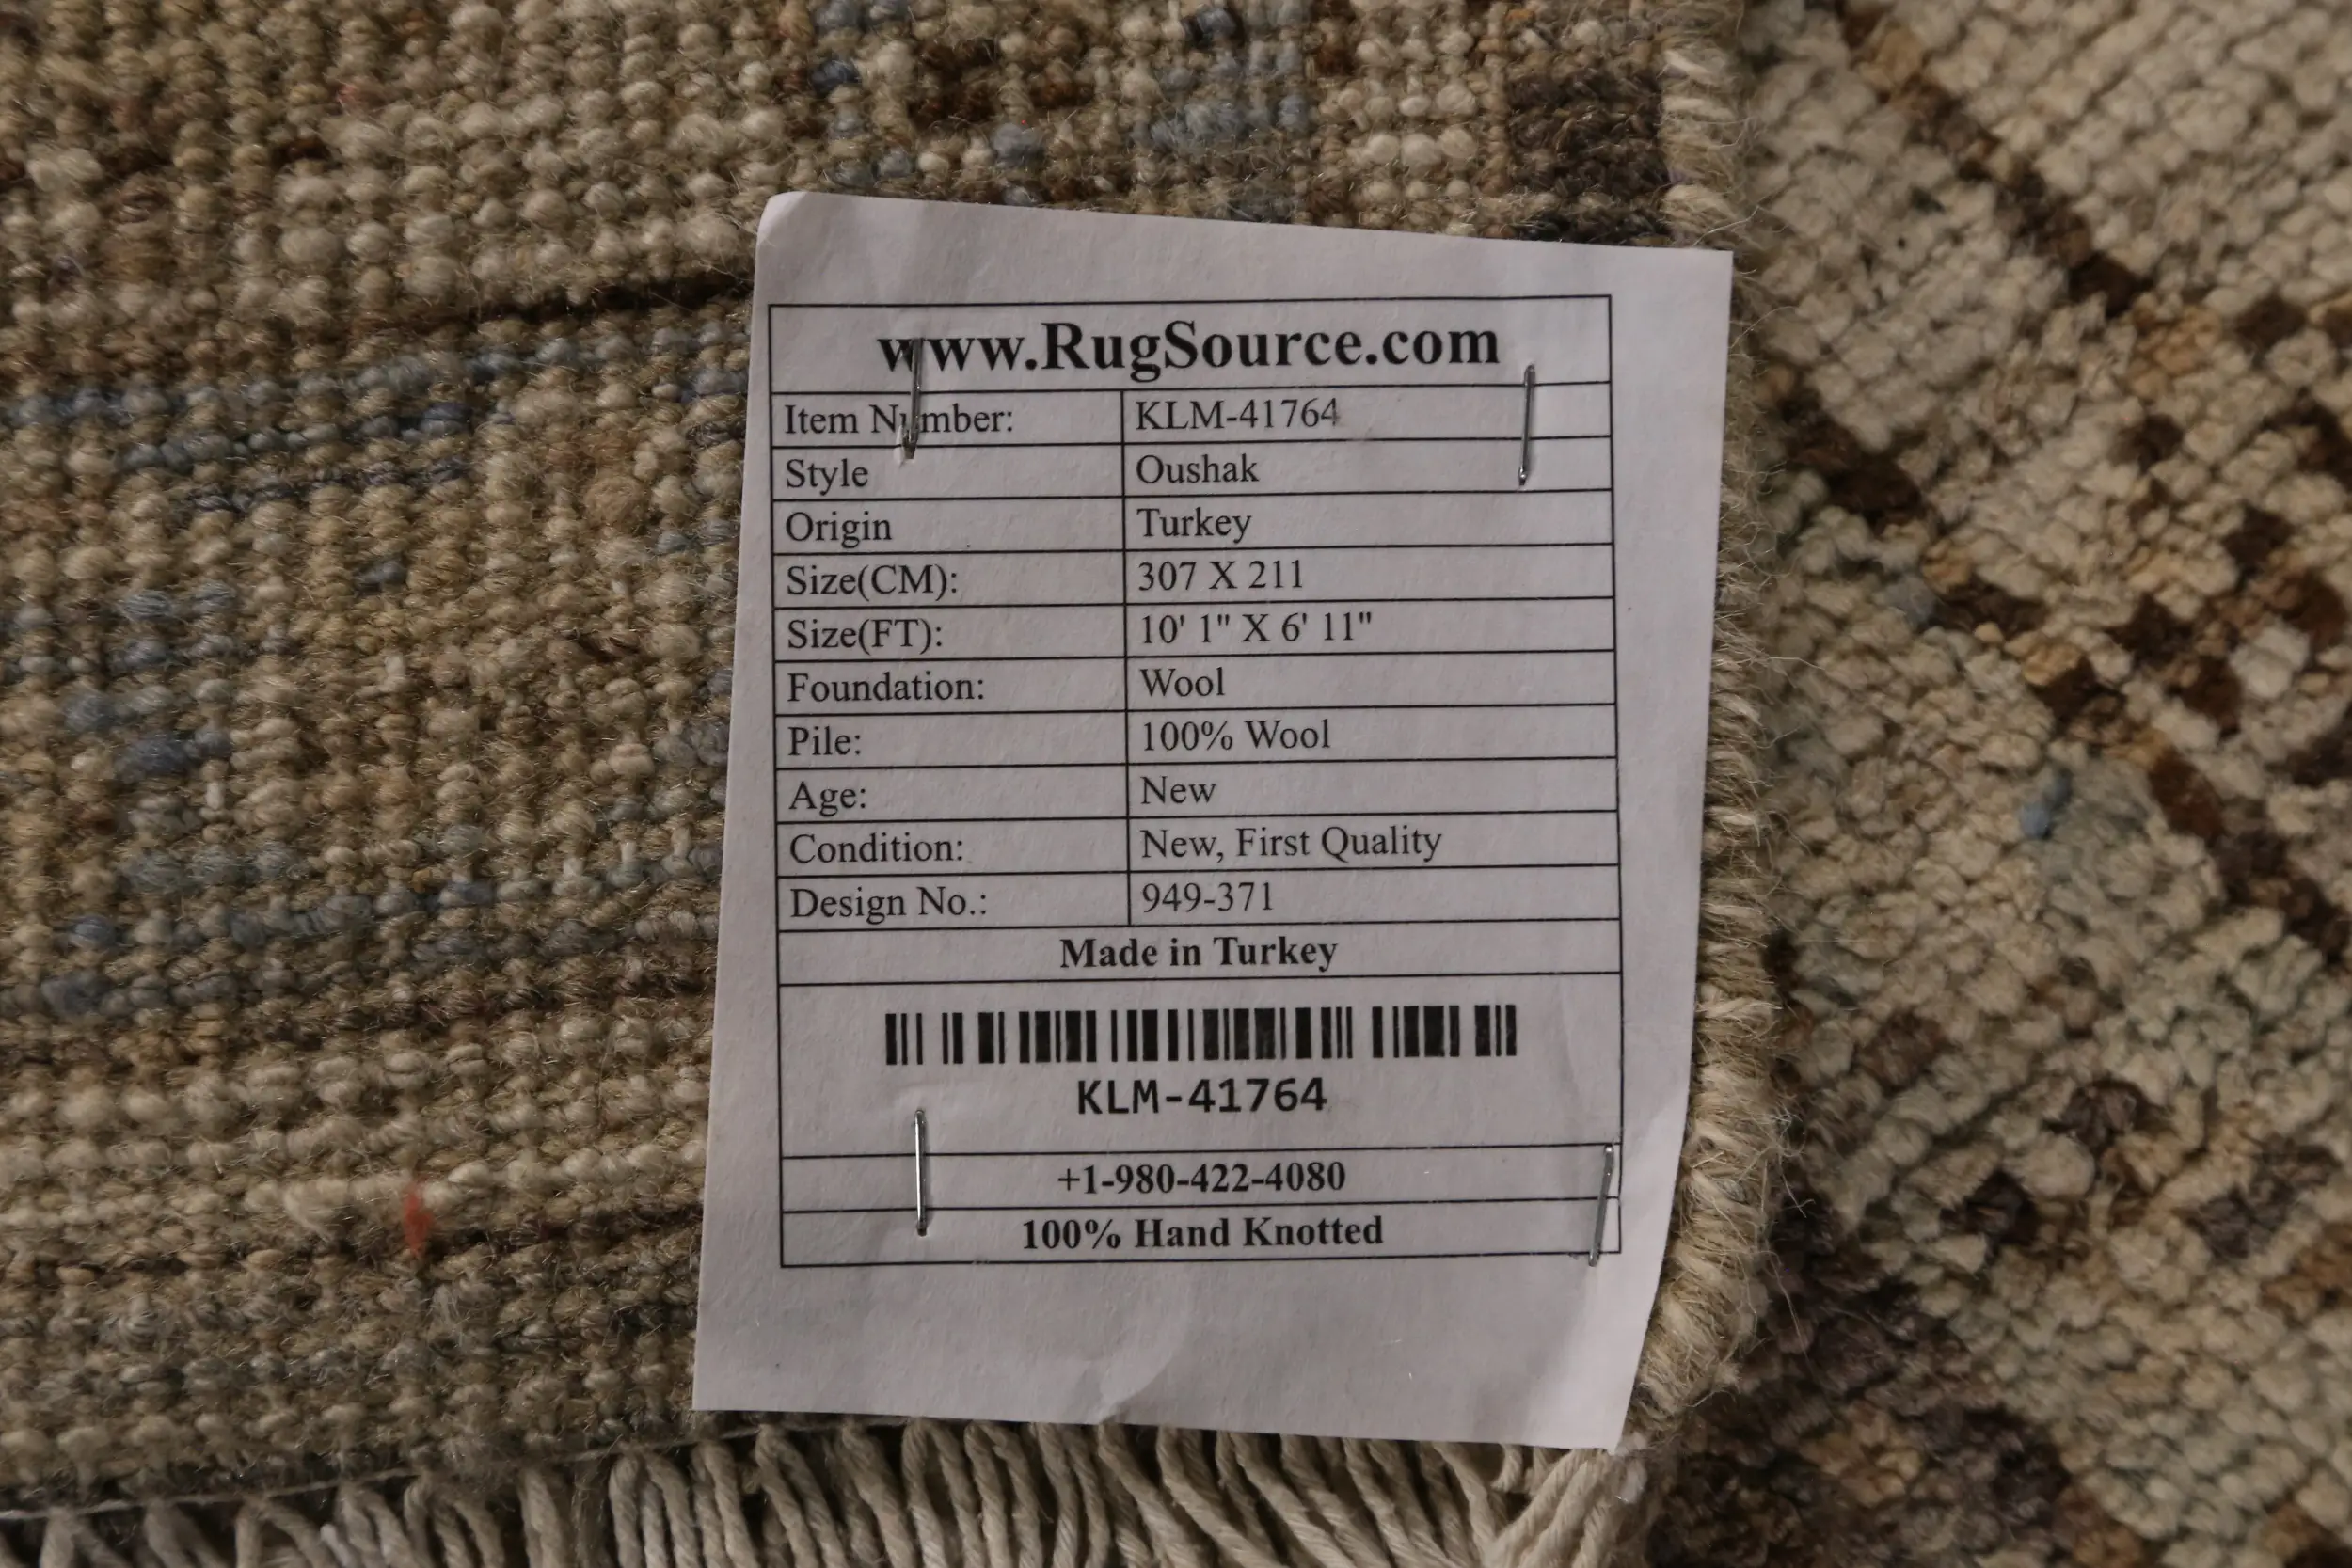 www.RugSource.com
Item Number: KLM-41764
Style Oushak
Origin Turkey
Size(CM): 307 X 211
Size(FT): 10' 1" X 6' 11"
Foundation: Wool
Pile: 100% Wool
Age: New
Condition: New, First Quality
Design No.: 949-371
Made in Turkey
KLM-41764
+1-980-422-4080
100% Hand Knotted